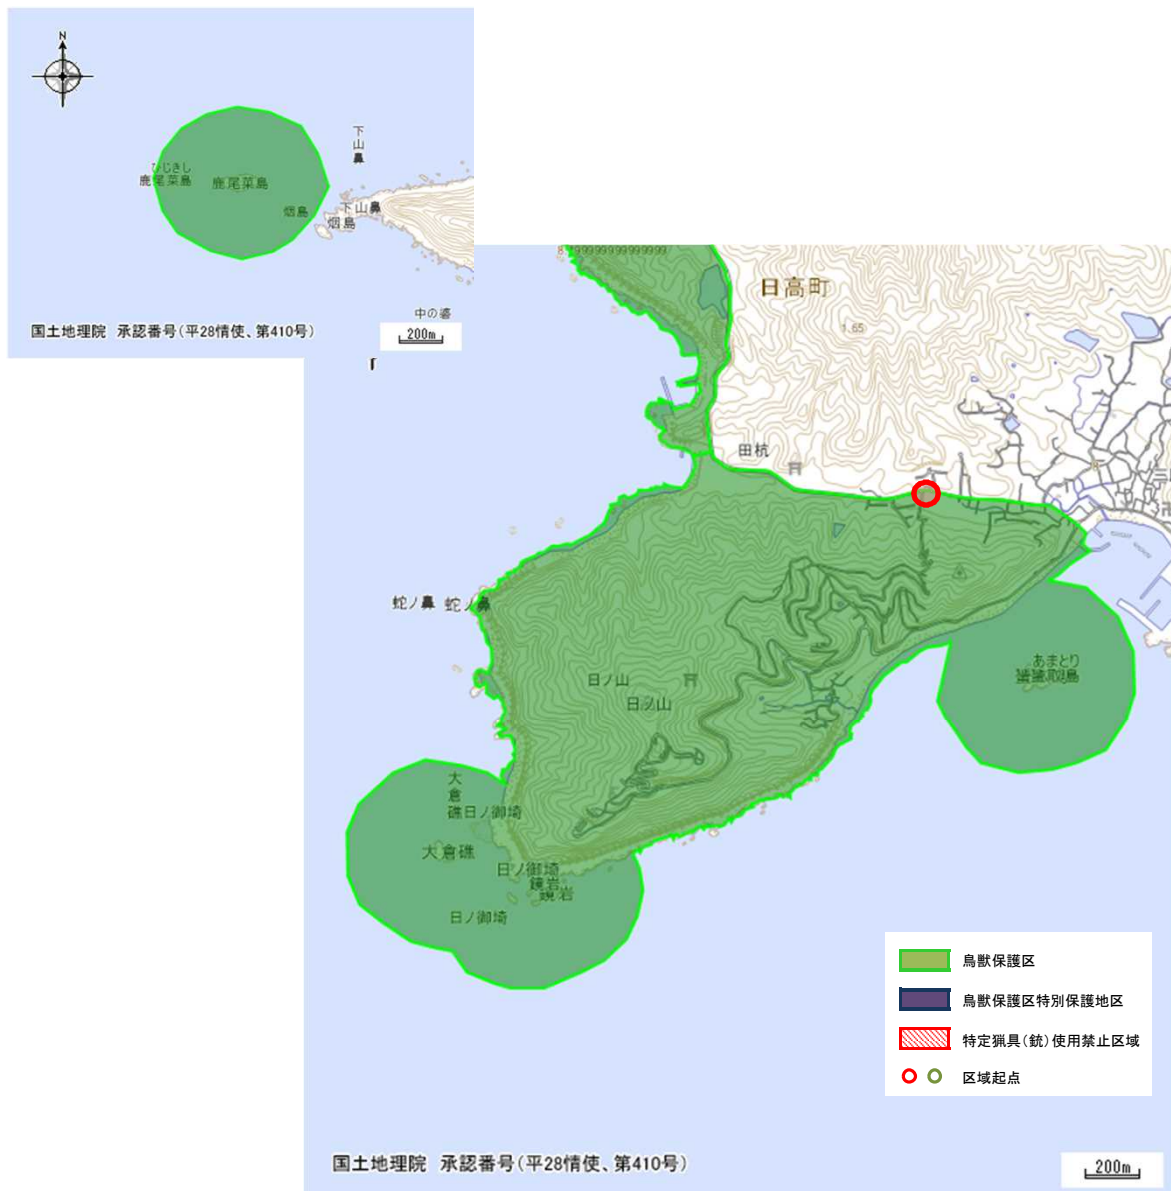 N
下山鼻
ひじきし
鹿尾菜島
鹿尾菜島
烟島
下山鼻
烟島
中の碆
国土地理院 承認番号(平28情使、第410号)
200m
日高町
1.65
田杭
蛇ノ鼻
蛇ノ鼻
日ノ山
日ノ山
あまとり
大倉礁
日ノ御埼
大倉礁
日ノ御埼
鏡岩
鏡岩
日ノ御埼
鳥獣保護区
鳥獣保護区特別保護地区
特定猟具(銃)使用禁止区域
区域起点
国土地理院 承認番号(平28情使、第410号)
200m